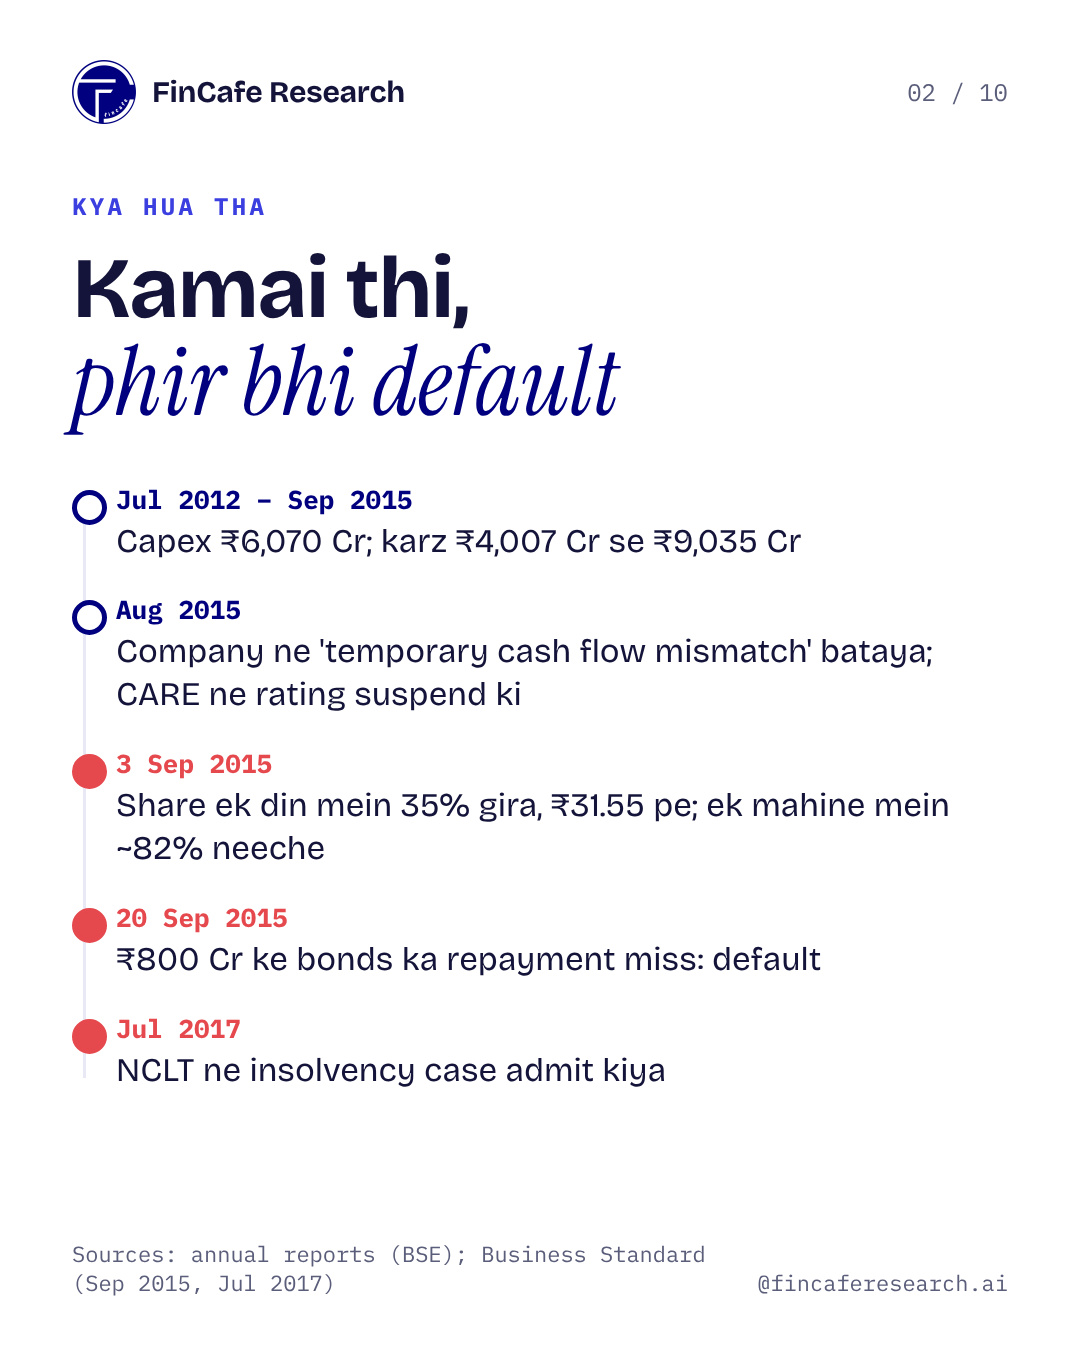 fincafe
FinCafe Research
02 / 10
KYA HUA THA
Kamai thi,
phir bhi default
Jul 2012 – Sep 2015
Capex ₹6,070 Cr; karz ₹4,007 Cr se ₹9,035 Cr
Aug 2015
Company ne 'temporary cash flow mismatch' bataya;
CARE ne rating suspend ki
3 Sep 2015
Share ek din mein 35% gira, ₹31.55 pe; ek mahine mein
~82% neeche
20 Sep 2015
₹800 Cr ke bonds ka repayment miss: default
Jul 2017
NCLT ne insolvency case admit kiya
Sources: annual reports (BSE); Business Standard
(Sep 2015, Jul 2017)
@fincaferesearch.ai